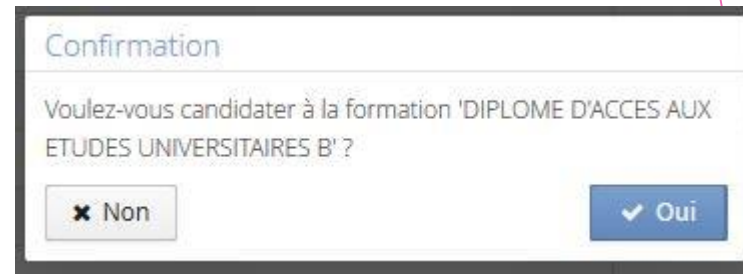 Confirmation
Voulez-vous candidater à la formation 'DIPLOME D'ACCES AUX
ETUDES UNIVERSITAIRES B' ?
✖ Non
✔ Oui